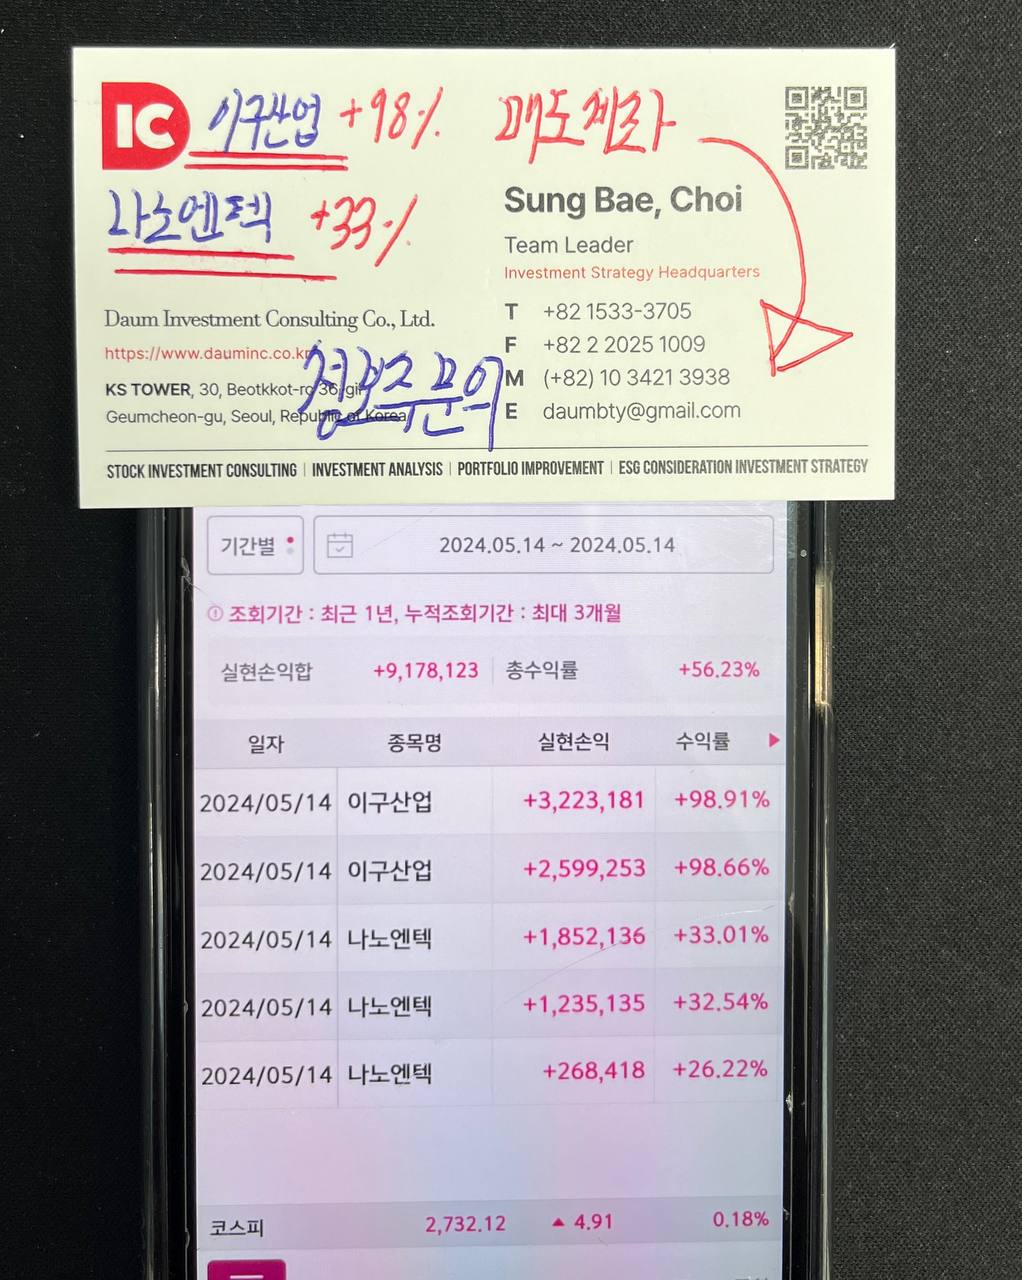 IC 이구산업 +98% 매도계좌
나노엔텍 +33%
Sung Bae, Choi
Team Leader
Investment Strategy Headquarters
T +82 1533-3705
F +82 2 2025 1009
M (+82) 10 3421 3938
E daumbty@gmail.com
Daum Investment Consulting Co., Ltd.
https://www.dauminc.co.kr
KS TOWER, 30, Beotkkot-ro 36-gil
Geumcheon-gu, Seoul, Republic of Korea
정보주문의
STOCK INVESTMENT CONSULTING | INVESTMENT ANALYSIS | PORTFOLIO IMPROVEMENT | ESG CONSIDERATION INVESTMENT STRATEGY
기간별 2024.05.14 ~ 2024.05.14
조회기간 : 최근 1년, 누적조회기간 : 최대 3개월
실현손익합 +9,178,123 총수익률 +56.23%
일자 종목명 실현손익 수익률
2024/05/14 이구산업 +3,223,181 +98.91%
2024/05/14 이구산업 +2,599,253 +98.66%
2024/05/14 나노엔텍 +1,852,136 +33.01%
2024/05/14 나노엔텍 +1,235,135 +32.54%
2024/05/14 나노엔텍 +268,418 +26.22%
코스피 2,732.12 ▲ 4.91 0.18%